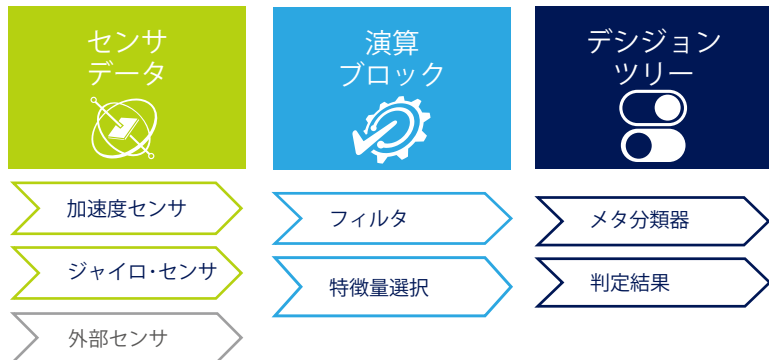 センサ
データ
加速度センサ
ジャイロ・センサ
外部センサ
演算
ブロック
フィルタ
特徴量選択
デシジョン
ツリー
メタ分類器
判定結果